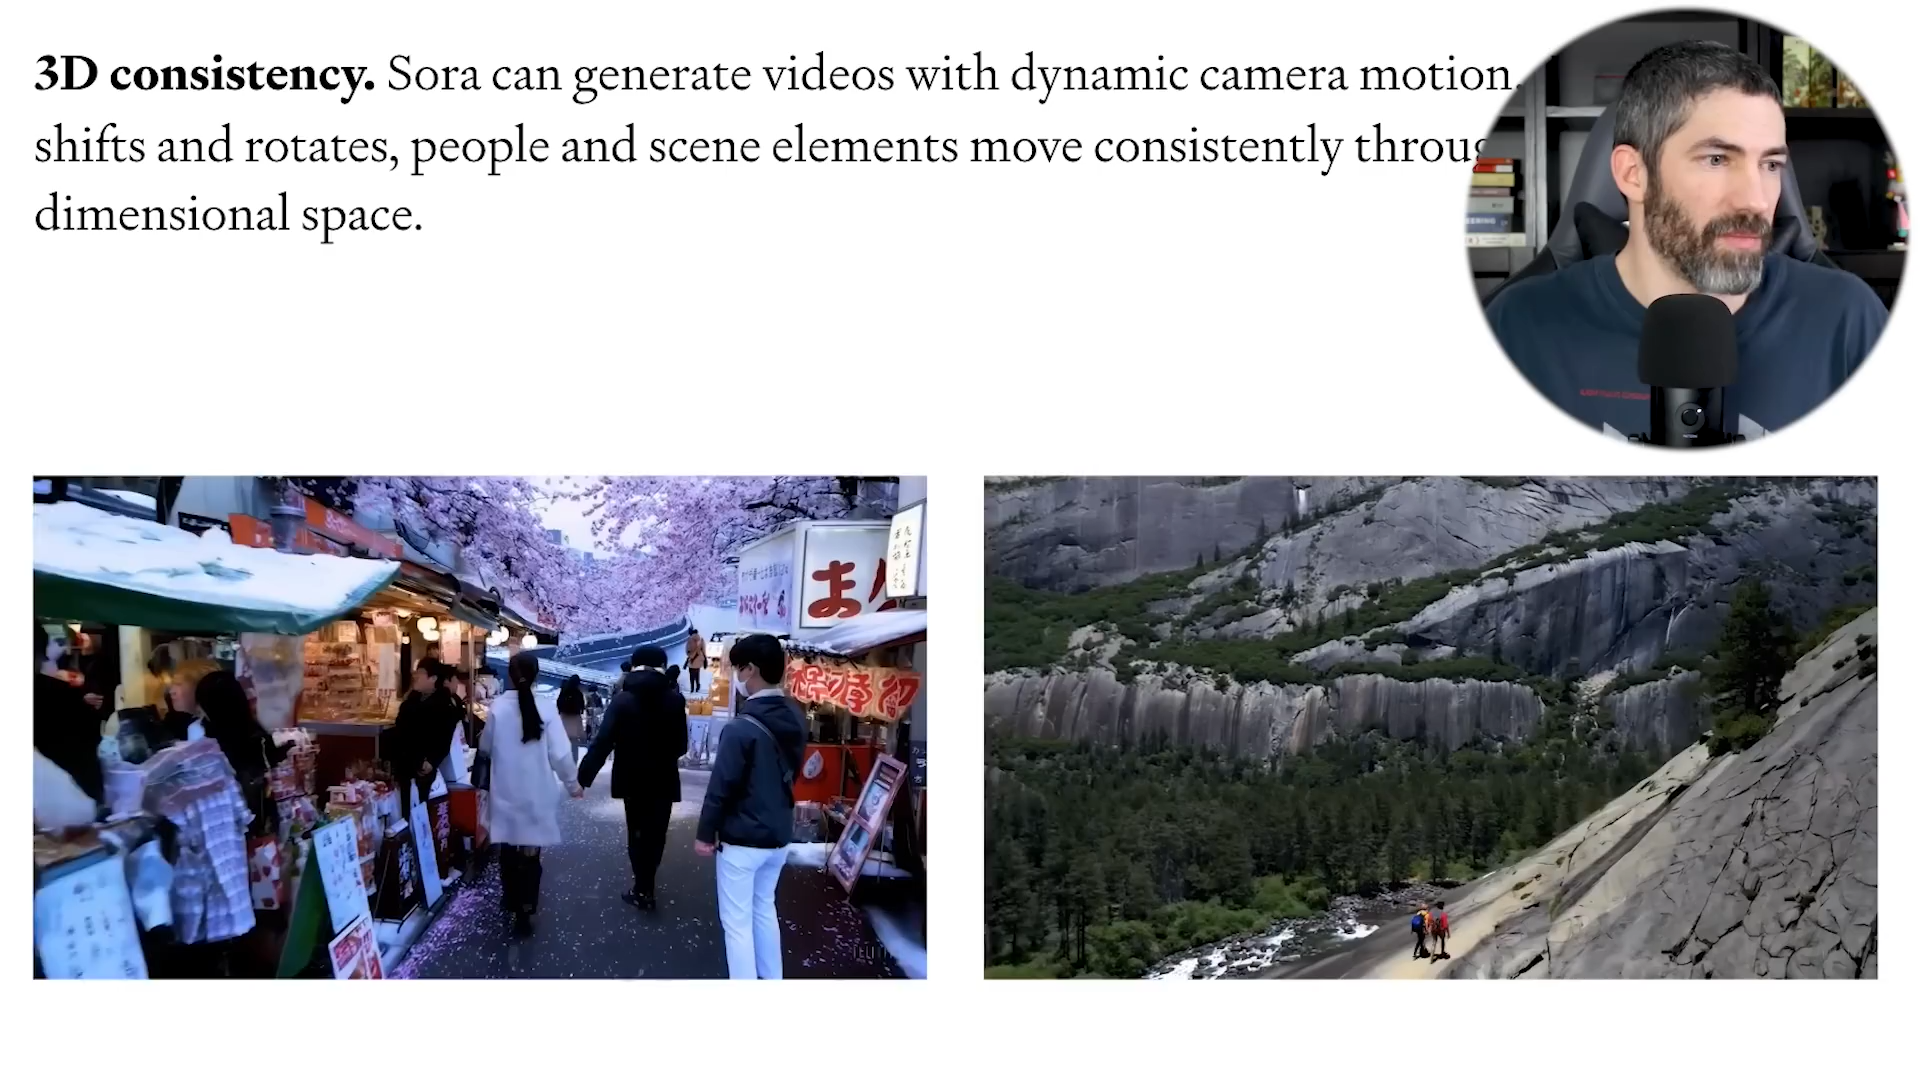 3D consistency. Sora can generate videos with dynamic camera motion.
shifts and rotates, people and scene elements move consistently throug
dimensional space.